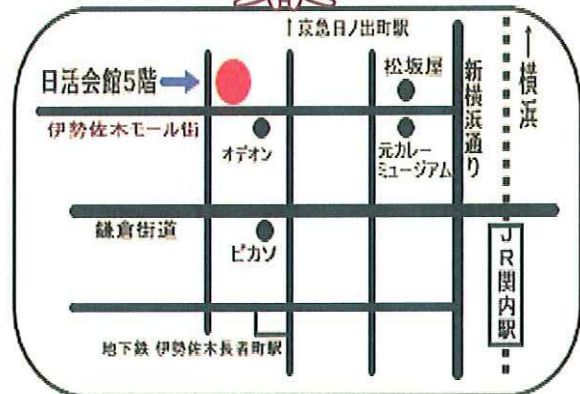 ↑京急日ノ出町駅
日活会館5階→
松坂屋
新横浜通り
↑横浜
伊勢佐木モール街
オデオン
元カレー
ミュージアム
鎌倉街道
ピカソ
JR関内駅
地下鉄 伊勢佐木長者町駅